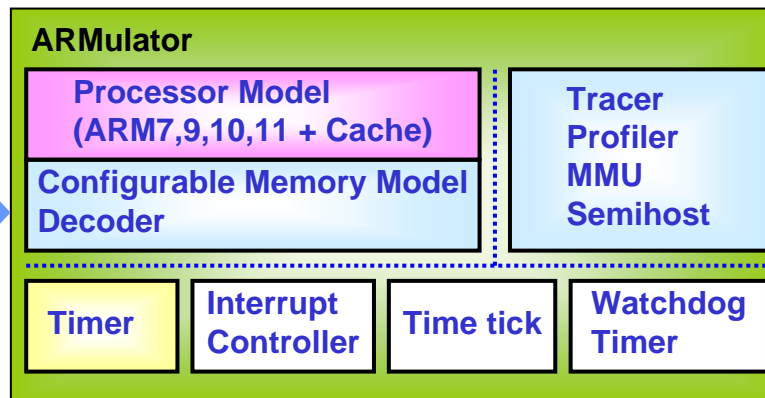 ARMulator
Processor Model
(ARM7,9,10,11 + Cache)
Configurable Memory Model
Decoder
Tracer
Profiler
MMU
Semihost
Timer
Interrupt
Controller
Time tick
Watchdog
Timer